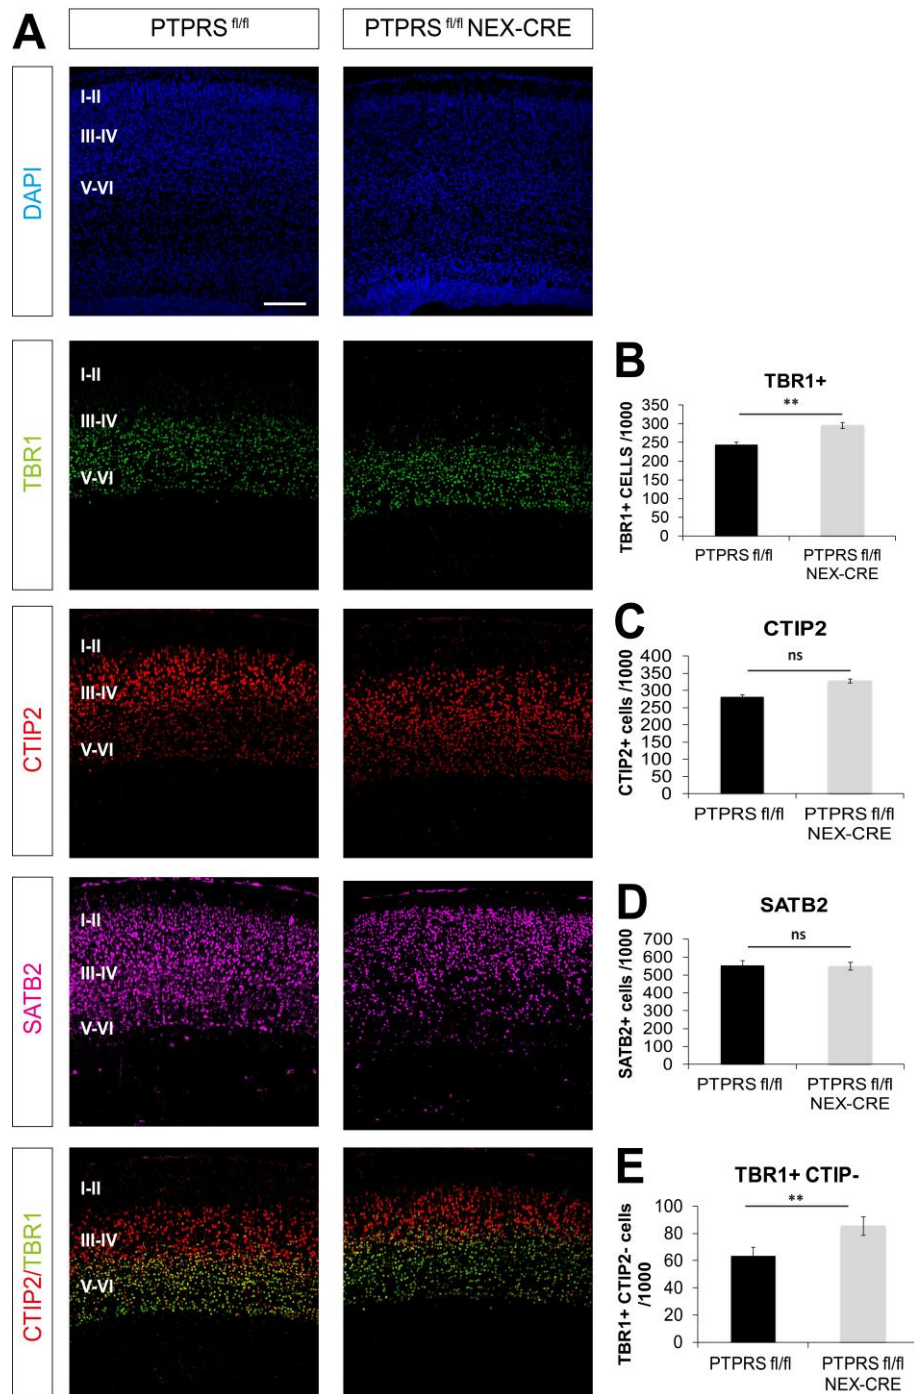 A
PTPRS fl/fl
PTPRS fl/fl NEX-CRE
DAPI
I-II
III-IV
V-VI
TBR1
I-II
III-IV
V-VI
B
TBR1+
**
TBR1+ CELLS /1000
350
300
250
200
150
100
50
0
PTPRS fl/fl
PTPRS fl/fl
NEX-CRE
CTIP2
I-II
III-IV
V-VI
C
CTIP2
ns
CTIP2+ cells /1000
400
350
300
250
200
150
100
50
0
PTPRS fl/fl
PTPRS fl/fl
NEX-CRE
SATB2
I-II
III-IV
V-VI
D
SATB2
ns
SATB2+ cells /1000
700
600
500
400
300
200
100
0
PTPRS fl/fl
PTPRS fl/fl
NEX-CRE
CTIP2/TBR1
I-II
III-IV
V-VI
E
TBR1+ CTIP-
**
TBR1+ CTIP2- cells
/1000
100
80
60
40
20
0
PTPRS fl/fl
PTPRS fl/fl
NEX-CRE